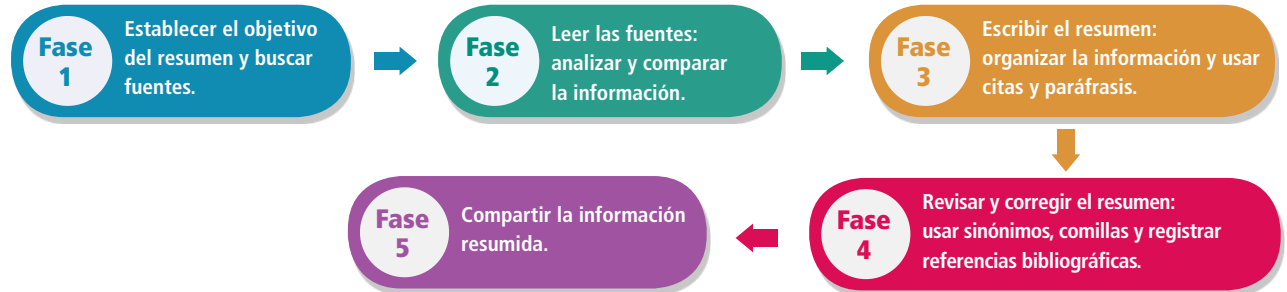 Fase
1
Establecer el objetivo
del resumen y buscar
fuentes.
Fase
2
Leer las fuentes:
analizar y comparar
la información.
Fase
3
Escribir el resumen:
organizar la información y usar
citas y paráfrasis.
Fase
4
Revisar y corregir el resumen:
usar sinónimos, comillas y registrar
referencias bibliográficas.
Fase
5
Compartir la información
resumida.